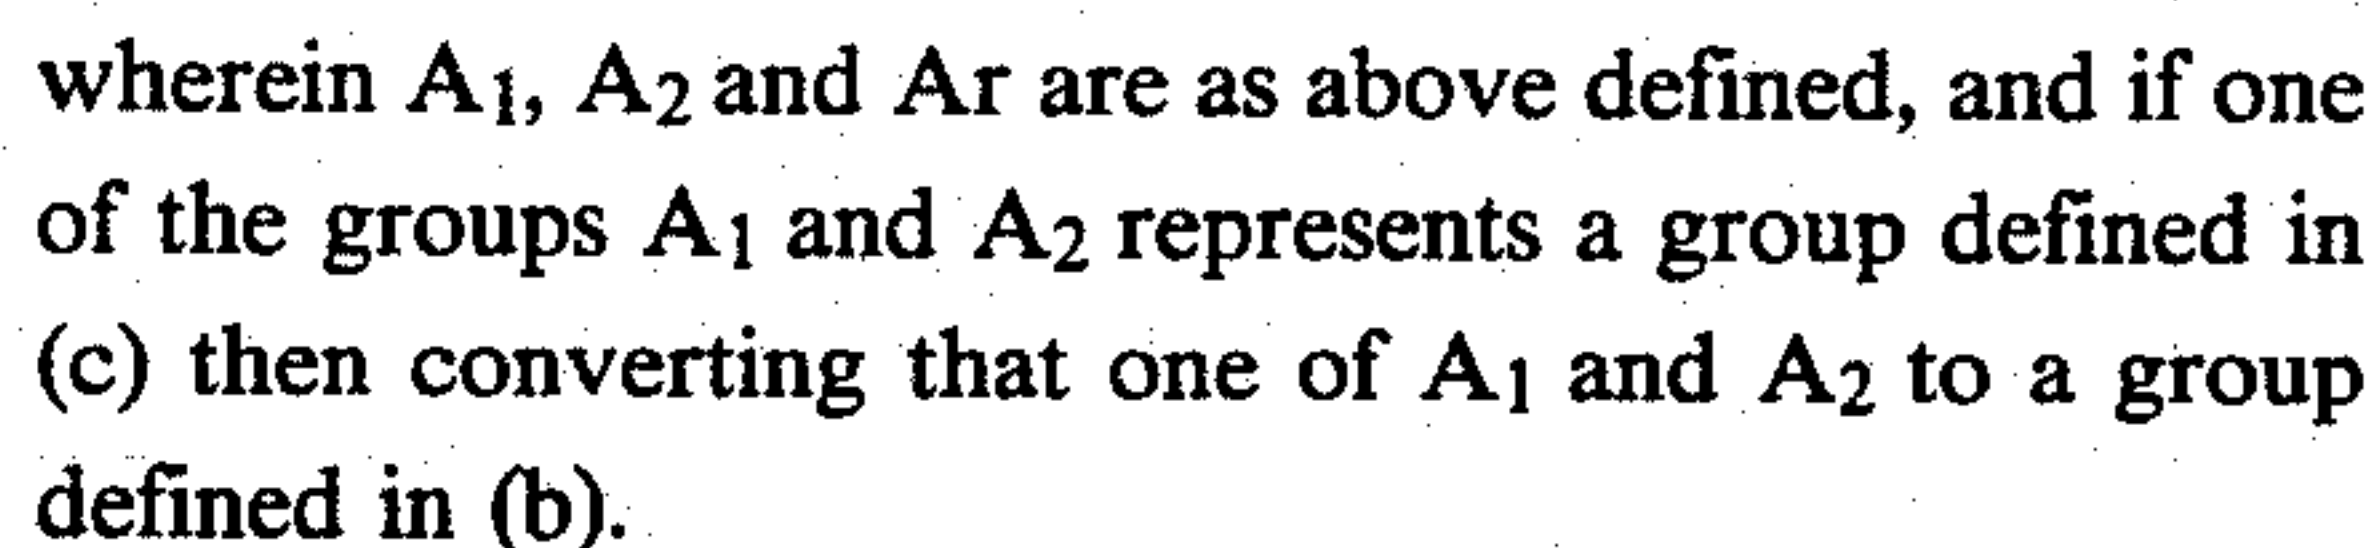 wherein A₁, A₂ and Ar are as above defined, and if one
of the groups A₁ and A₂ represents a group defined in
(c) then converting that one of A₁ and A₂ to a group
defined in (b).